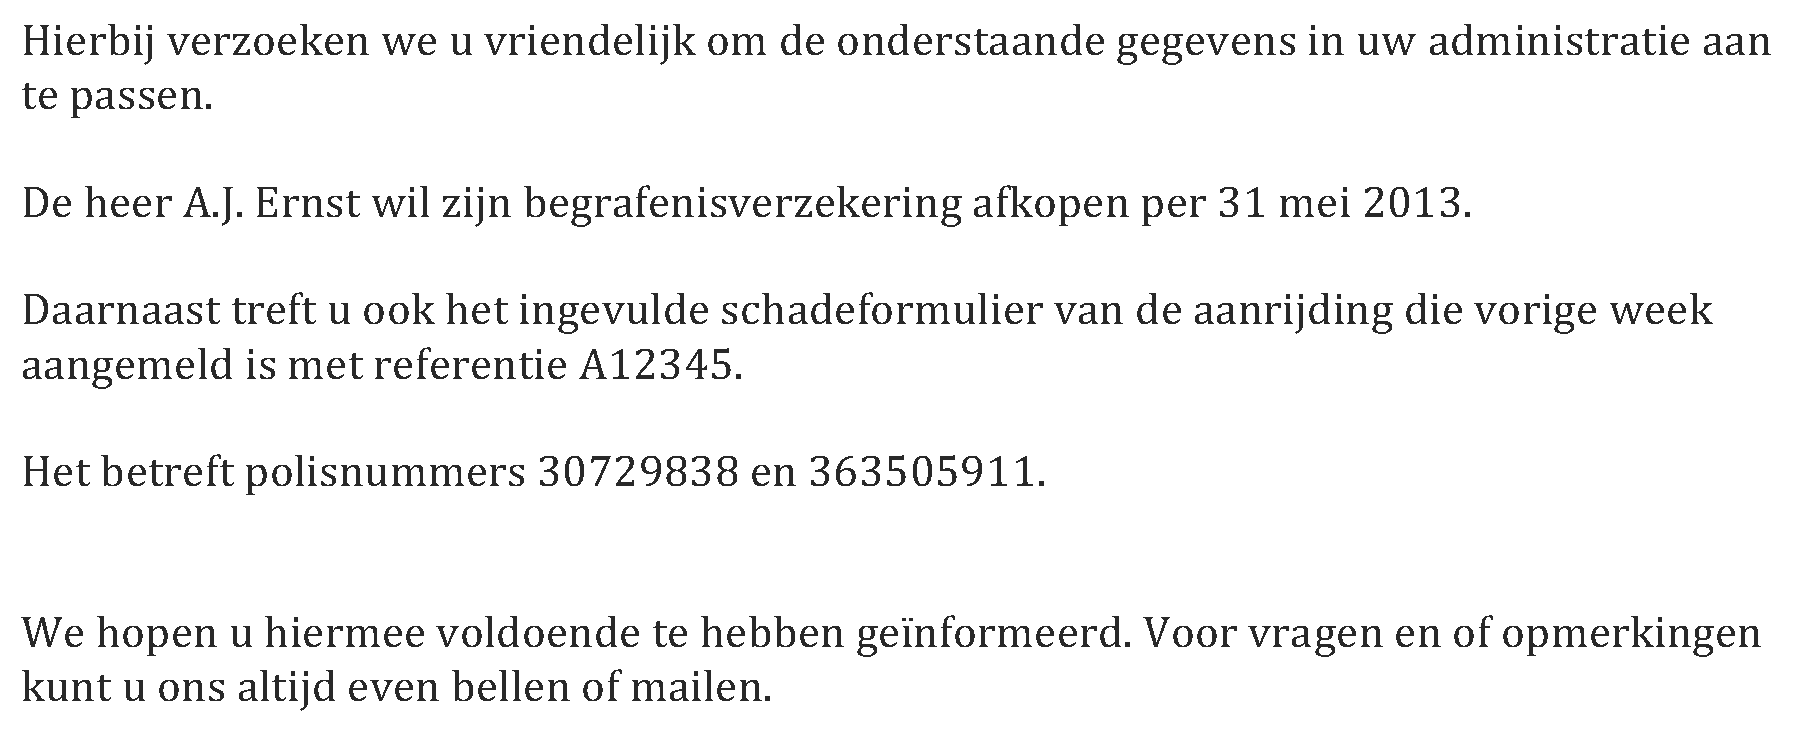 Hierbij verzoeken we u vriendelijk om de onderstaande gegevens in uw administratie aan
te passen.
De heer A.J. Ernst wil zijn begrafenisverzekering afkopen per 31 mei 2013.
Daarnaast treft u ook het ingevulde schadeformulier van de aanrijding die vorige week
aangemeld is met referentie A12345.
Het betreft polisnummers 30729838 en 363505911.
We hopen u hiermee voldoende te hebben geïnformeerd. Voor vragen en of opmerkingen
kunt u ons altijd even bellen of mailen.